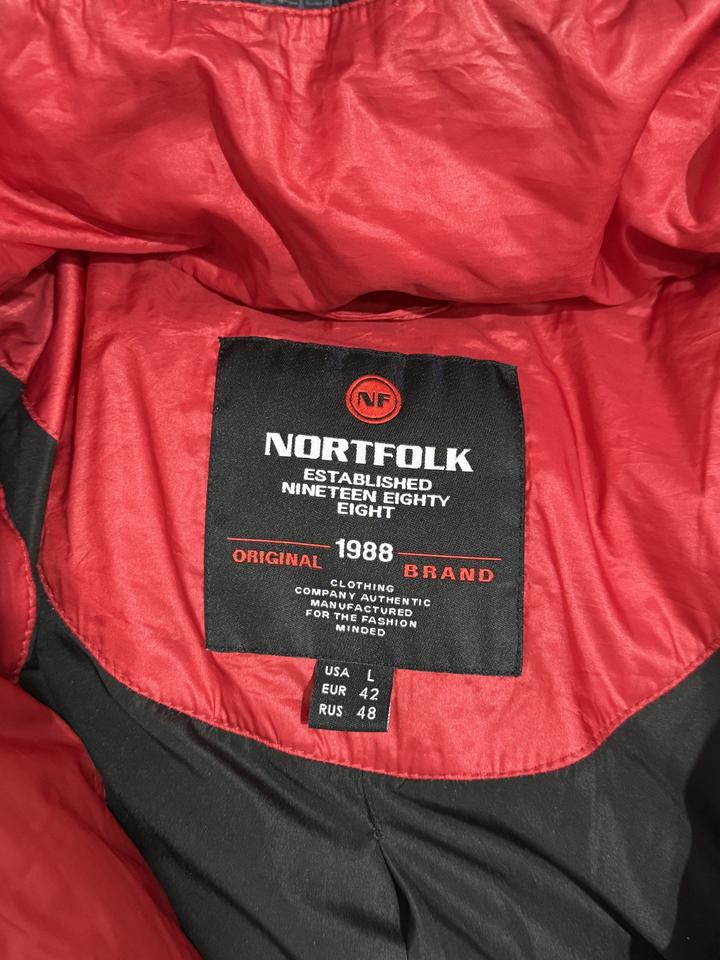 NF
NORTFOLK
ESTABLISHED
NINETEEN EIGHTY
EIGHT
1988
ORIGINAL BRAND
CLOTHING
COMPANY AUTHENTIC
MANUFACTURED
FOR THE FASHION
MINDED
USA L
EUR 42
RUS 48